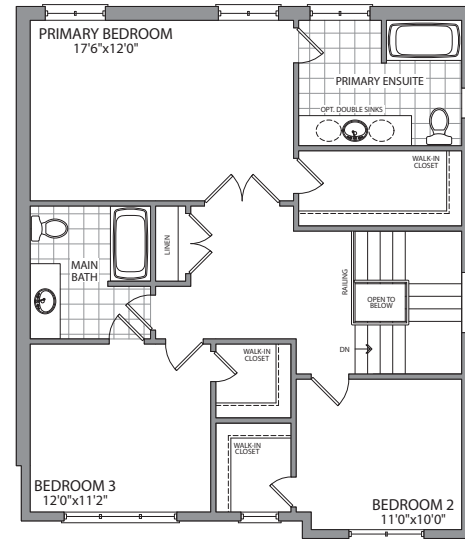 PRIMARY BEDROOM
17'6"x12'0"
PRIMARY ENSUITE
OPT. DOUBLE SINKS
WALK-IN
CLOSET
LINEN
MAIN
BATH
RAILING
OPEN TO
BELOW
DN
WALK-IN
CLOSET
WALK-IN
CLOSET
BEDROOM 3
12'0"x11'2"
BEDROOM 2
11'0"x10'0"